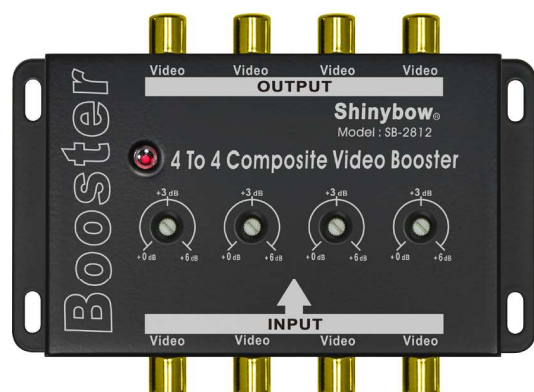 Video Video Video Video
OUTPUT
Shinybow®
Model : SB-2812
Booster
4 To 4 Composite Video Booster
+3 dB +3 dB +3 dB +3 dB
+0 dB +6 dB +0 dB +6 dB +0 dB +6 dB +0 dB +6 dB
INPUT
Video Video Video Video